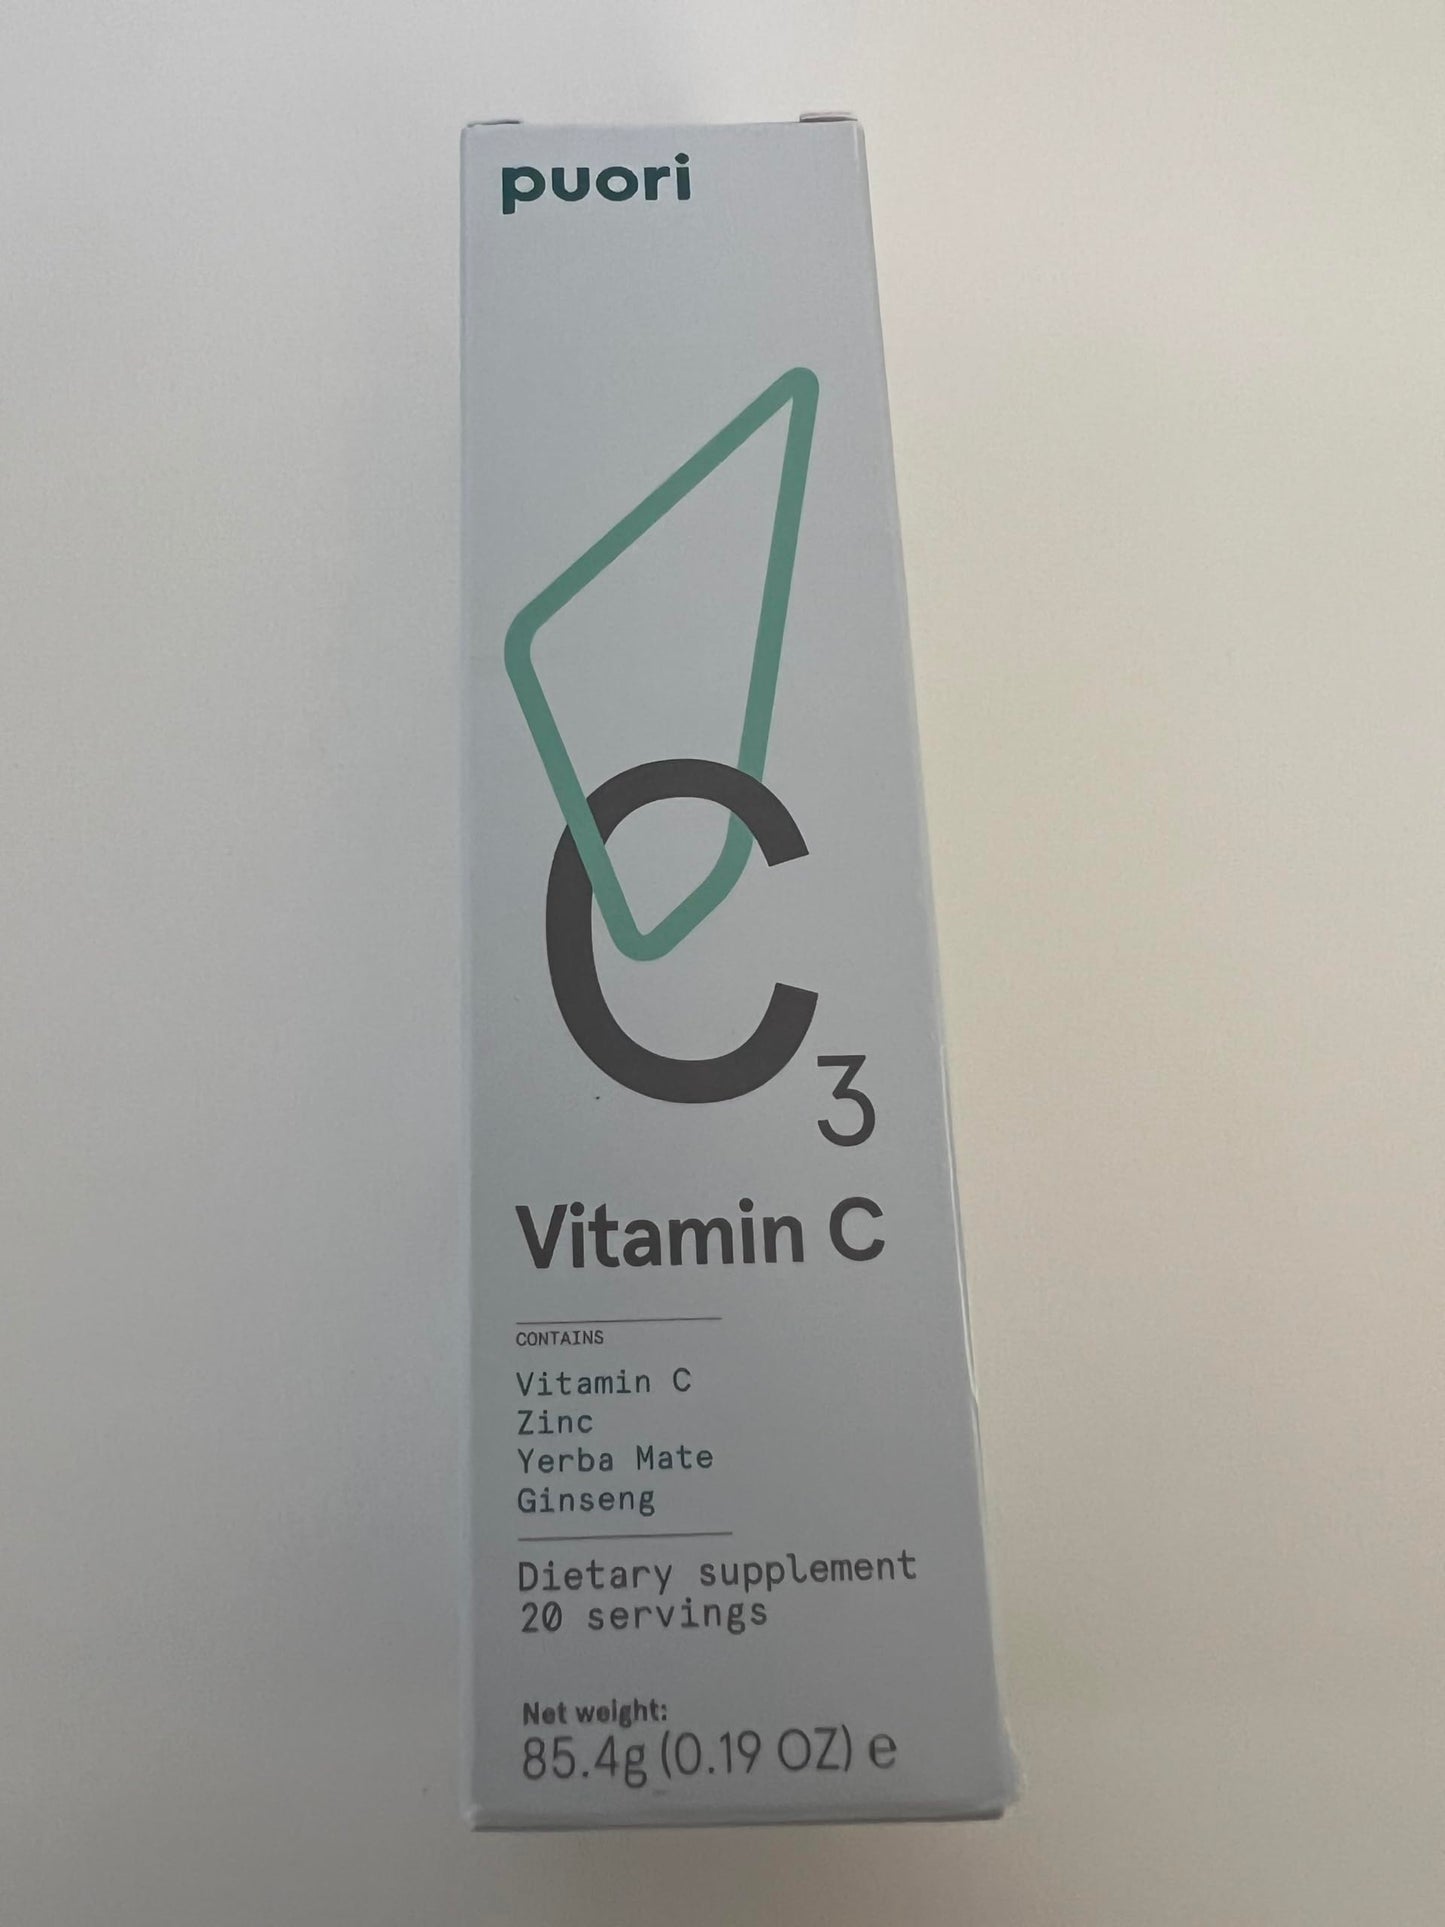 puori
C3
Vitamin C
CONTAINS
Vitamin C
Zinc
Yerba Mate
Ginseng
Dietary supplement
20 servings
Net weight:
85.4g (0.19 OZ) e